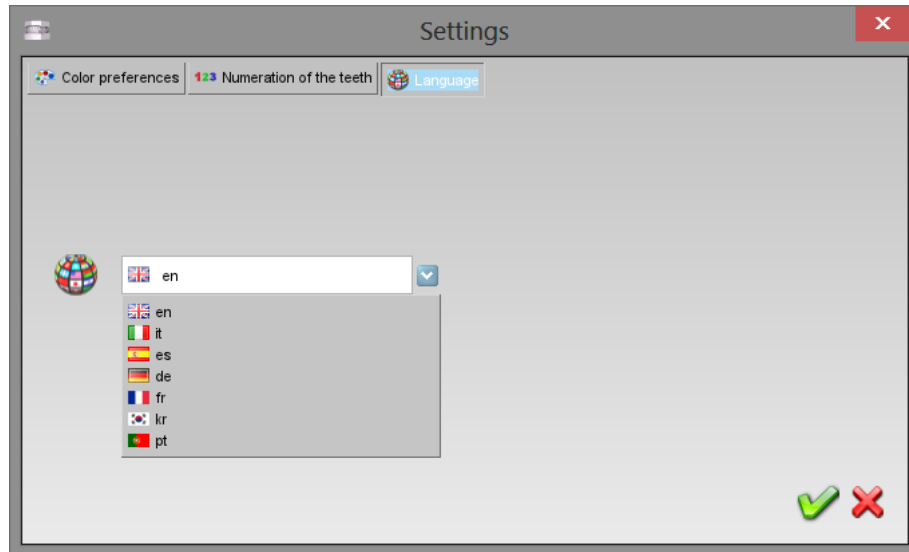 Settings
Color preferences 123 Numeration of the teeth Language
en
en
it
es
de
fr
kr
pt